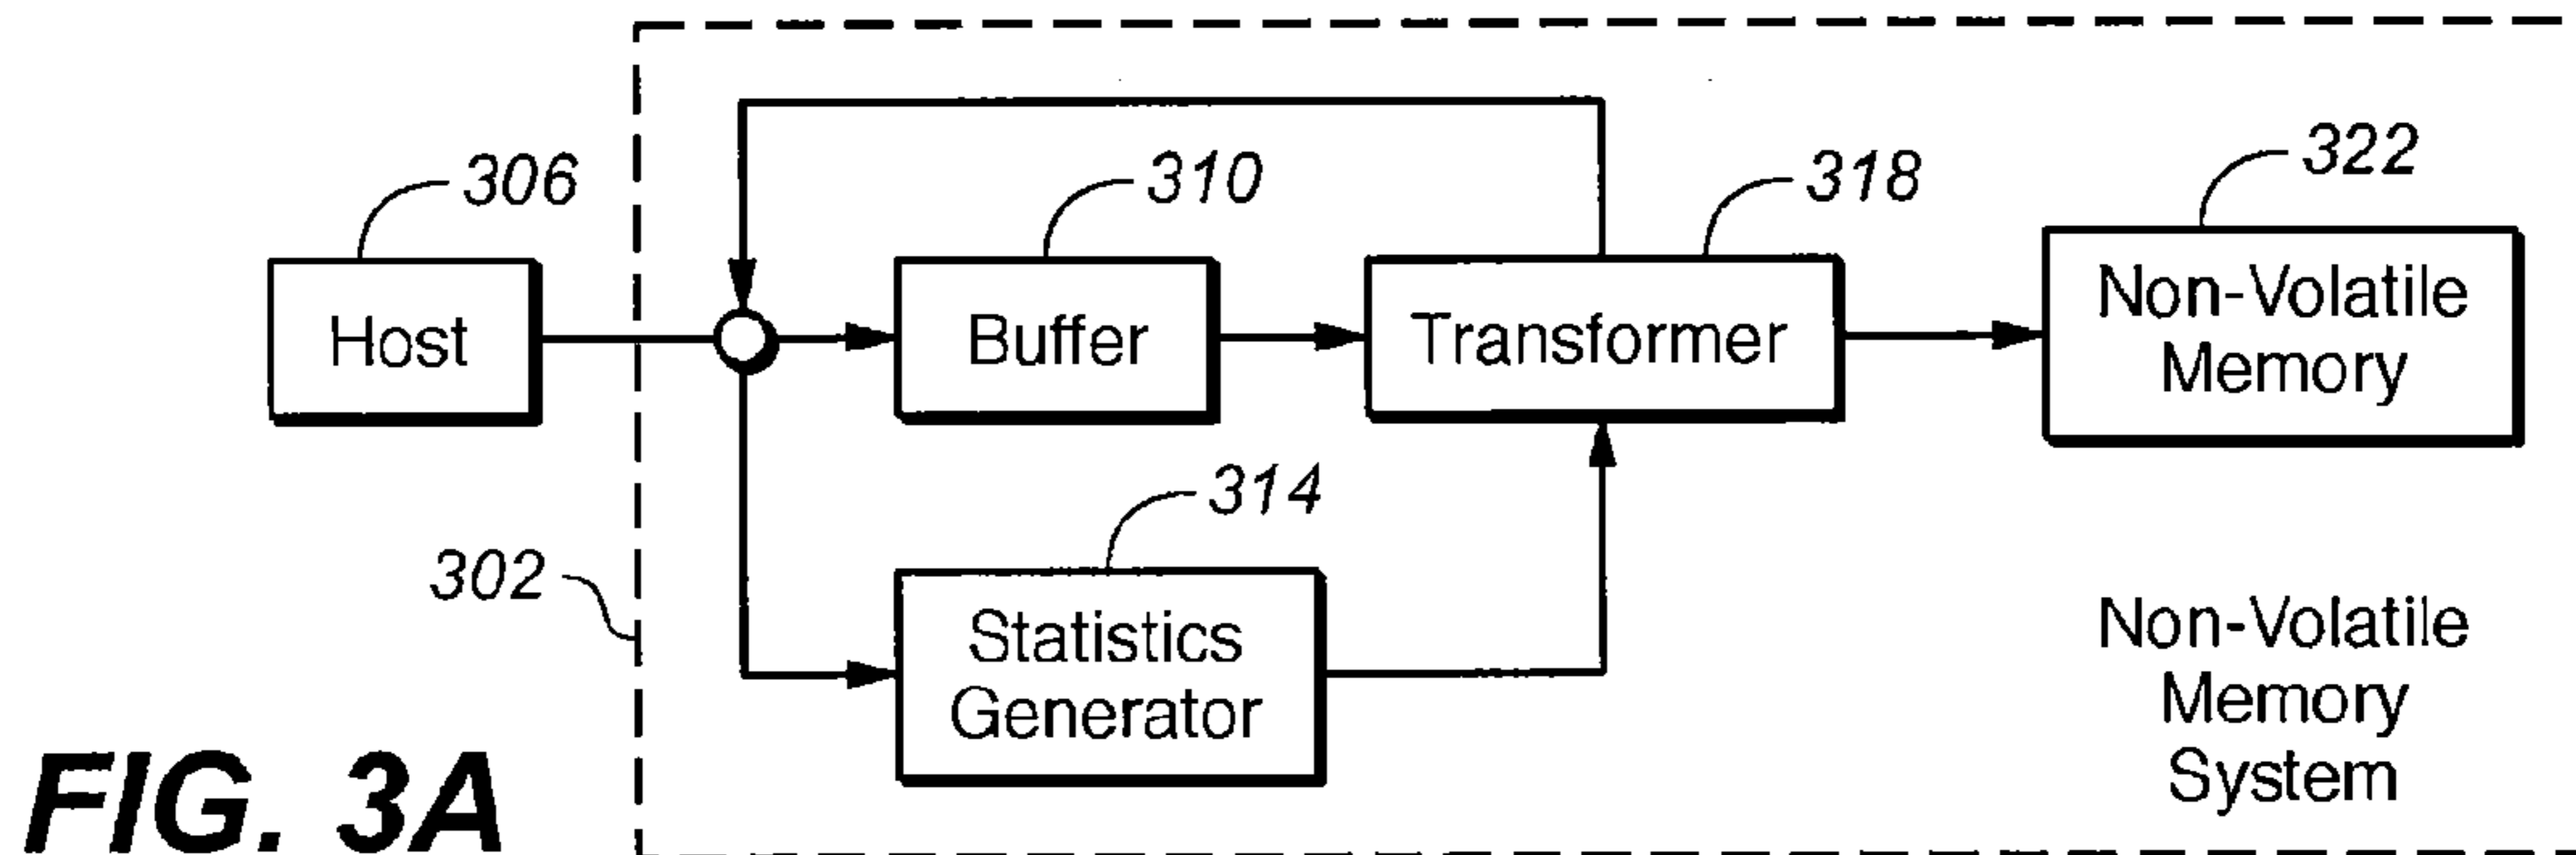 306
310
318
322
Host
Buffer
Transformer
Non-Volatile
Memory
314
302
Statistics
Generator
Non-Volatile
Memory
System
FIG. 3A